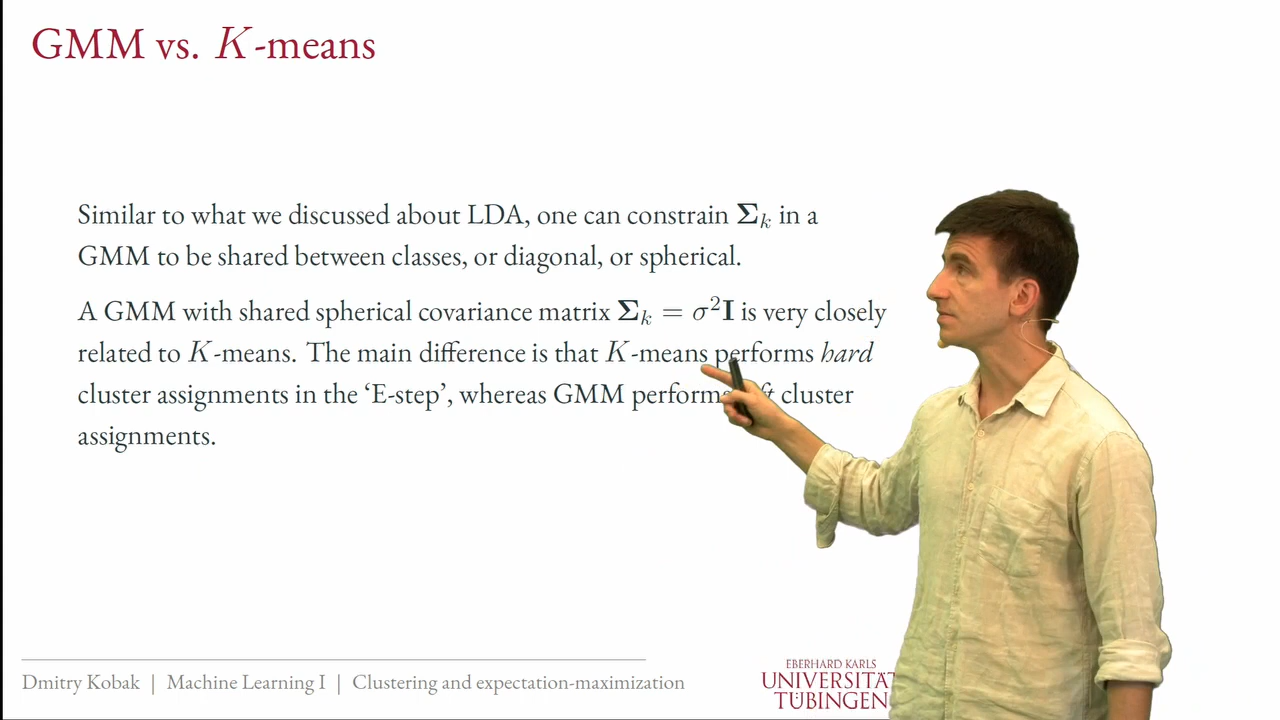 GMM vs. K-means
Similar to what we discussed about LDA, one can constrain Σₖ in a
GMM to be shared between classes, or diagonal, or spherical.
A GMM with shared spherical covariance matrix Σₖ = σ²I is very closely
related to K-means. The main difference is that K-means performs hard
cluster assignments in the ‘E-step’, whereas GMM performs cluster
assignments.
Dmitry Kobak | Machine Learning I | Clustering and expectation-maximization
EBERHARD KARLS
UNIVERSITÄT
TÜBINGEN